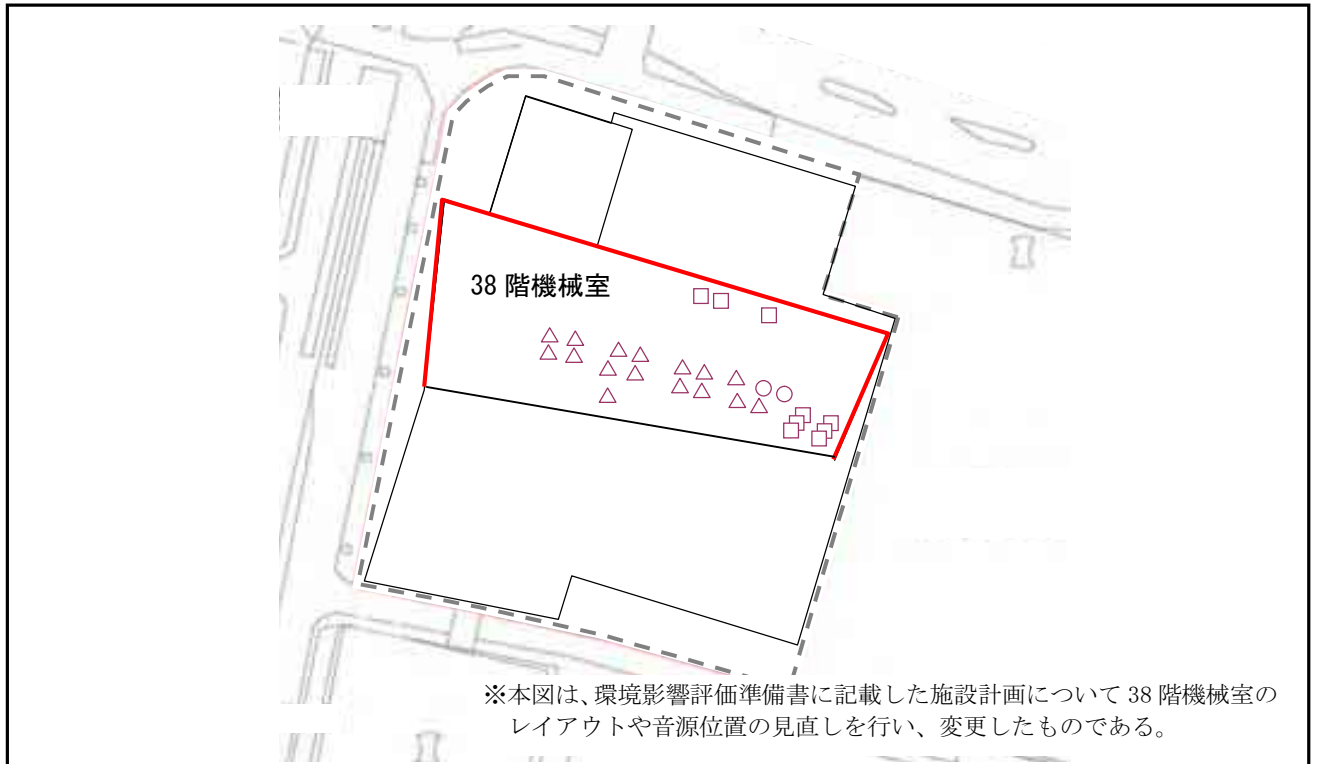 38 階機械室
※本図は、環境影響評価準備書に記載した施設計画について 38 階機械室の
レイアウトや音源位置の見直しを行い、変更したものである。